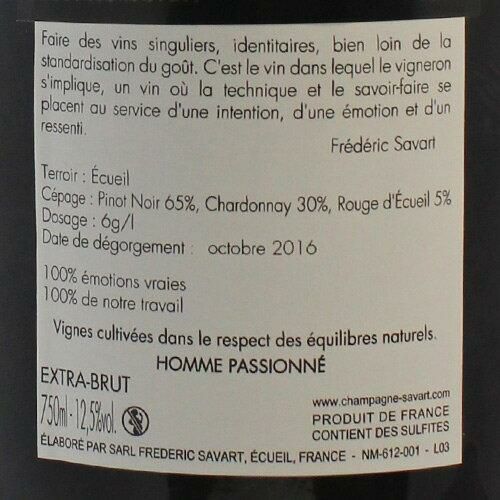 Faire des vins singuliers, identitaires, bien loin de la
standardisation du goût. C'est le vin dans lequel le vigneron
s'implique, un vin où la technique et le savoir-faire se
placent au service d'une intention, d'une émotion et d'un
ressenti.
Frédéric Savart
Terroir : Écueil
Cépage : Pinot Noir 65%, Chardonnay 30%, Rouge d'Écueil 5%
Dosage : 6g/l
Date de dégorgement : octobre 2016
100% émotions vraies
100% de notre travail
Vignes cultivées dans le respect des équilibres naturels.
HOMME PASSIONNÉ
EXTRA-BRUT
750ml - 12,5%vol.
www.champagne-savart.com
PRODUIT DE FRANCE
CONTIENT DES SULFITES
ÉLABORÉ PAR SARL FREDERIC SAVART, ÉCUEIL, FRANCE - NM-612-001 - L03